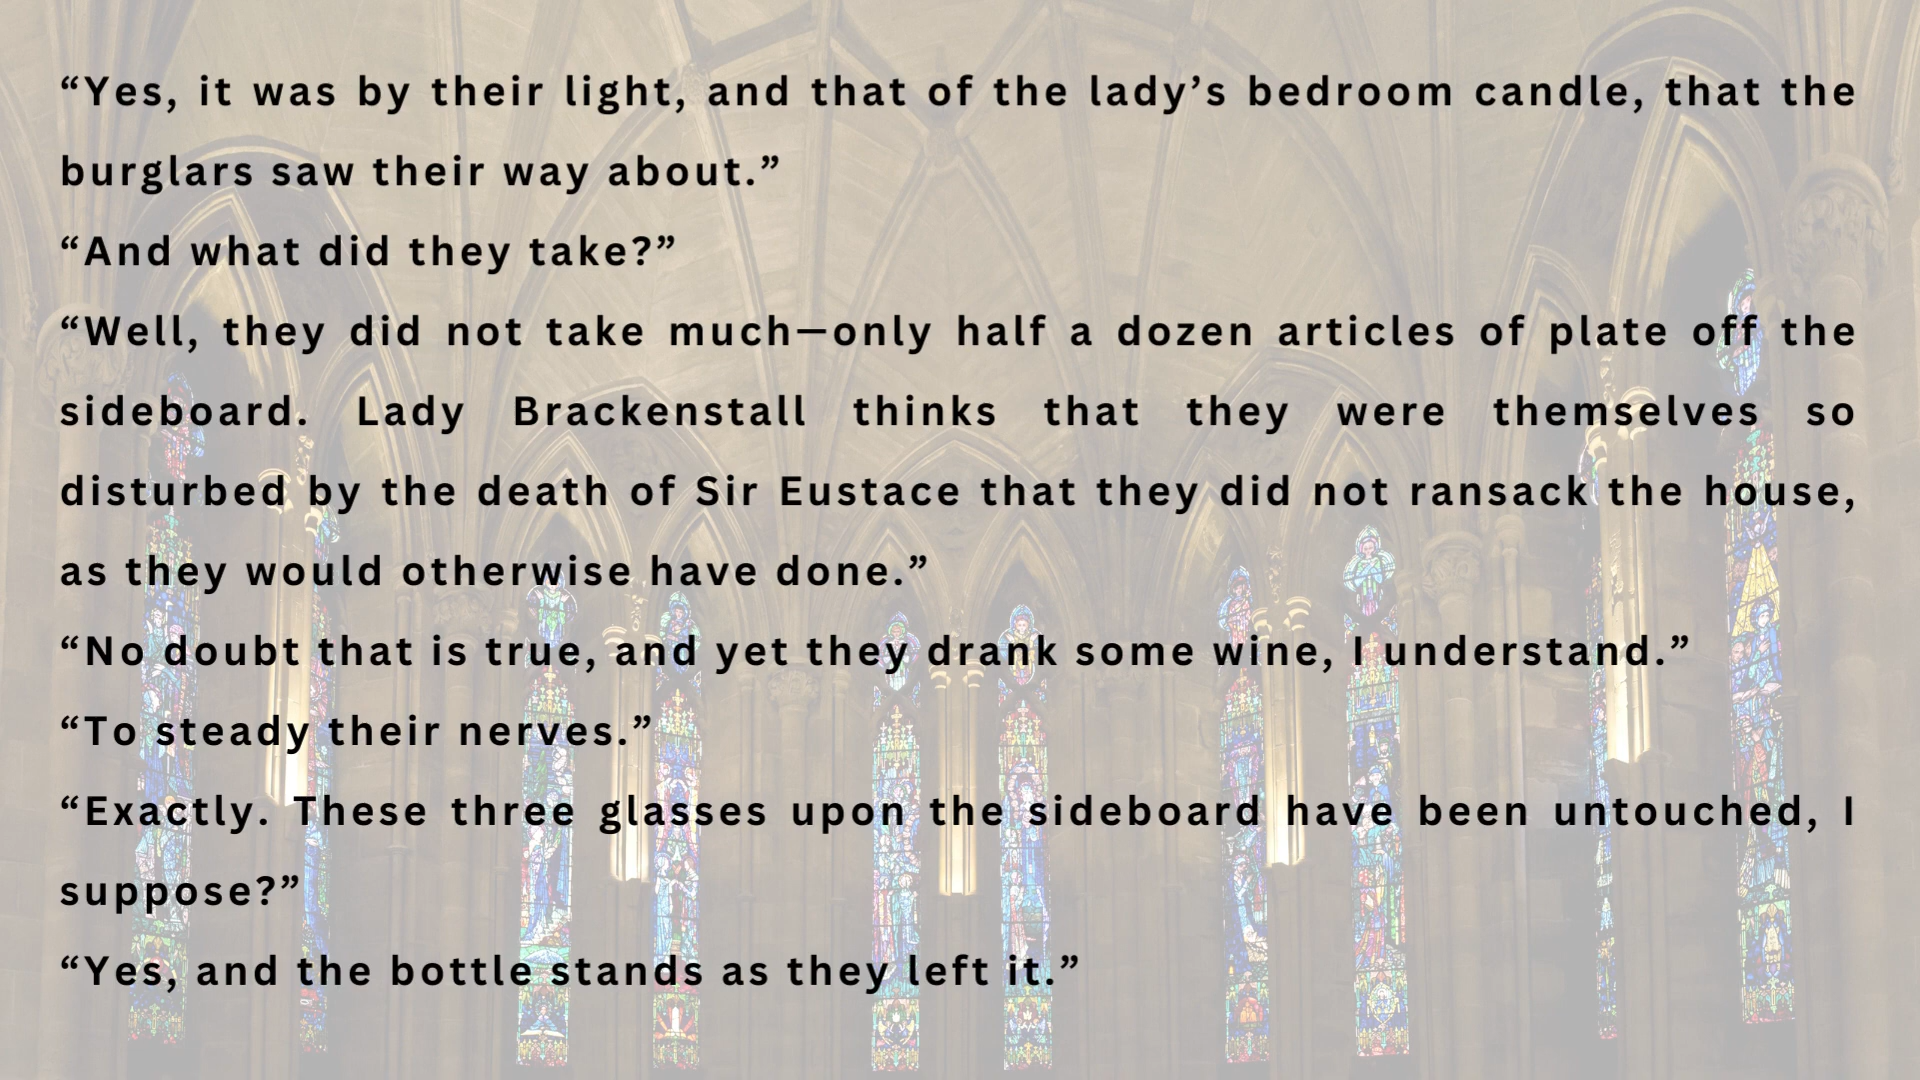 “Yes, it was by their light, and that of the lady’s bedroom candle, that the
burglars saw their way about.”
“And what did they take?”
“Well, they did not take much—only half a dozen articles of plate off the
sideboard. Lady Brackenstall thinks that they were themselves so
disturbed by the death of Sir Eustace that they did not ransack the house,
as they would otherwise have done.”
“No doubt that is true, and yet they drank some wine, I understand.”
“To steady their nerves.”
“Exactly. These three glasses upon the sideboard have been untouched, I
suppose?”
“Yes, and the bottle stands as they left it.”